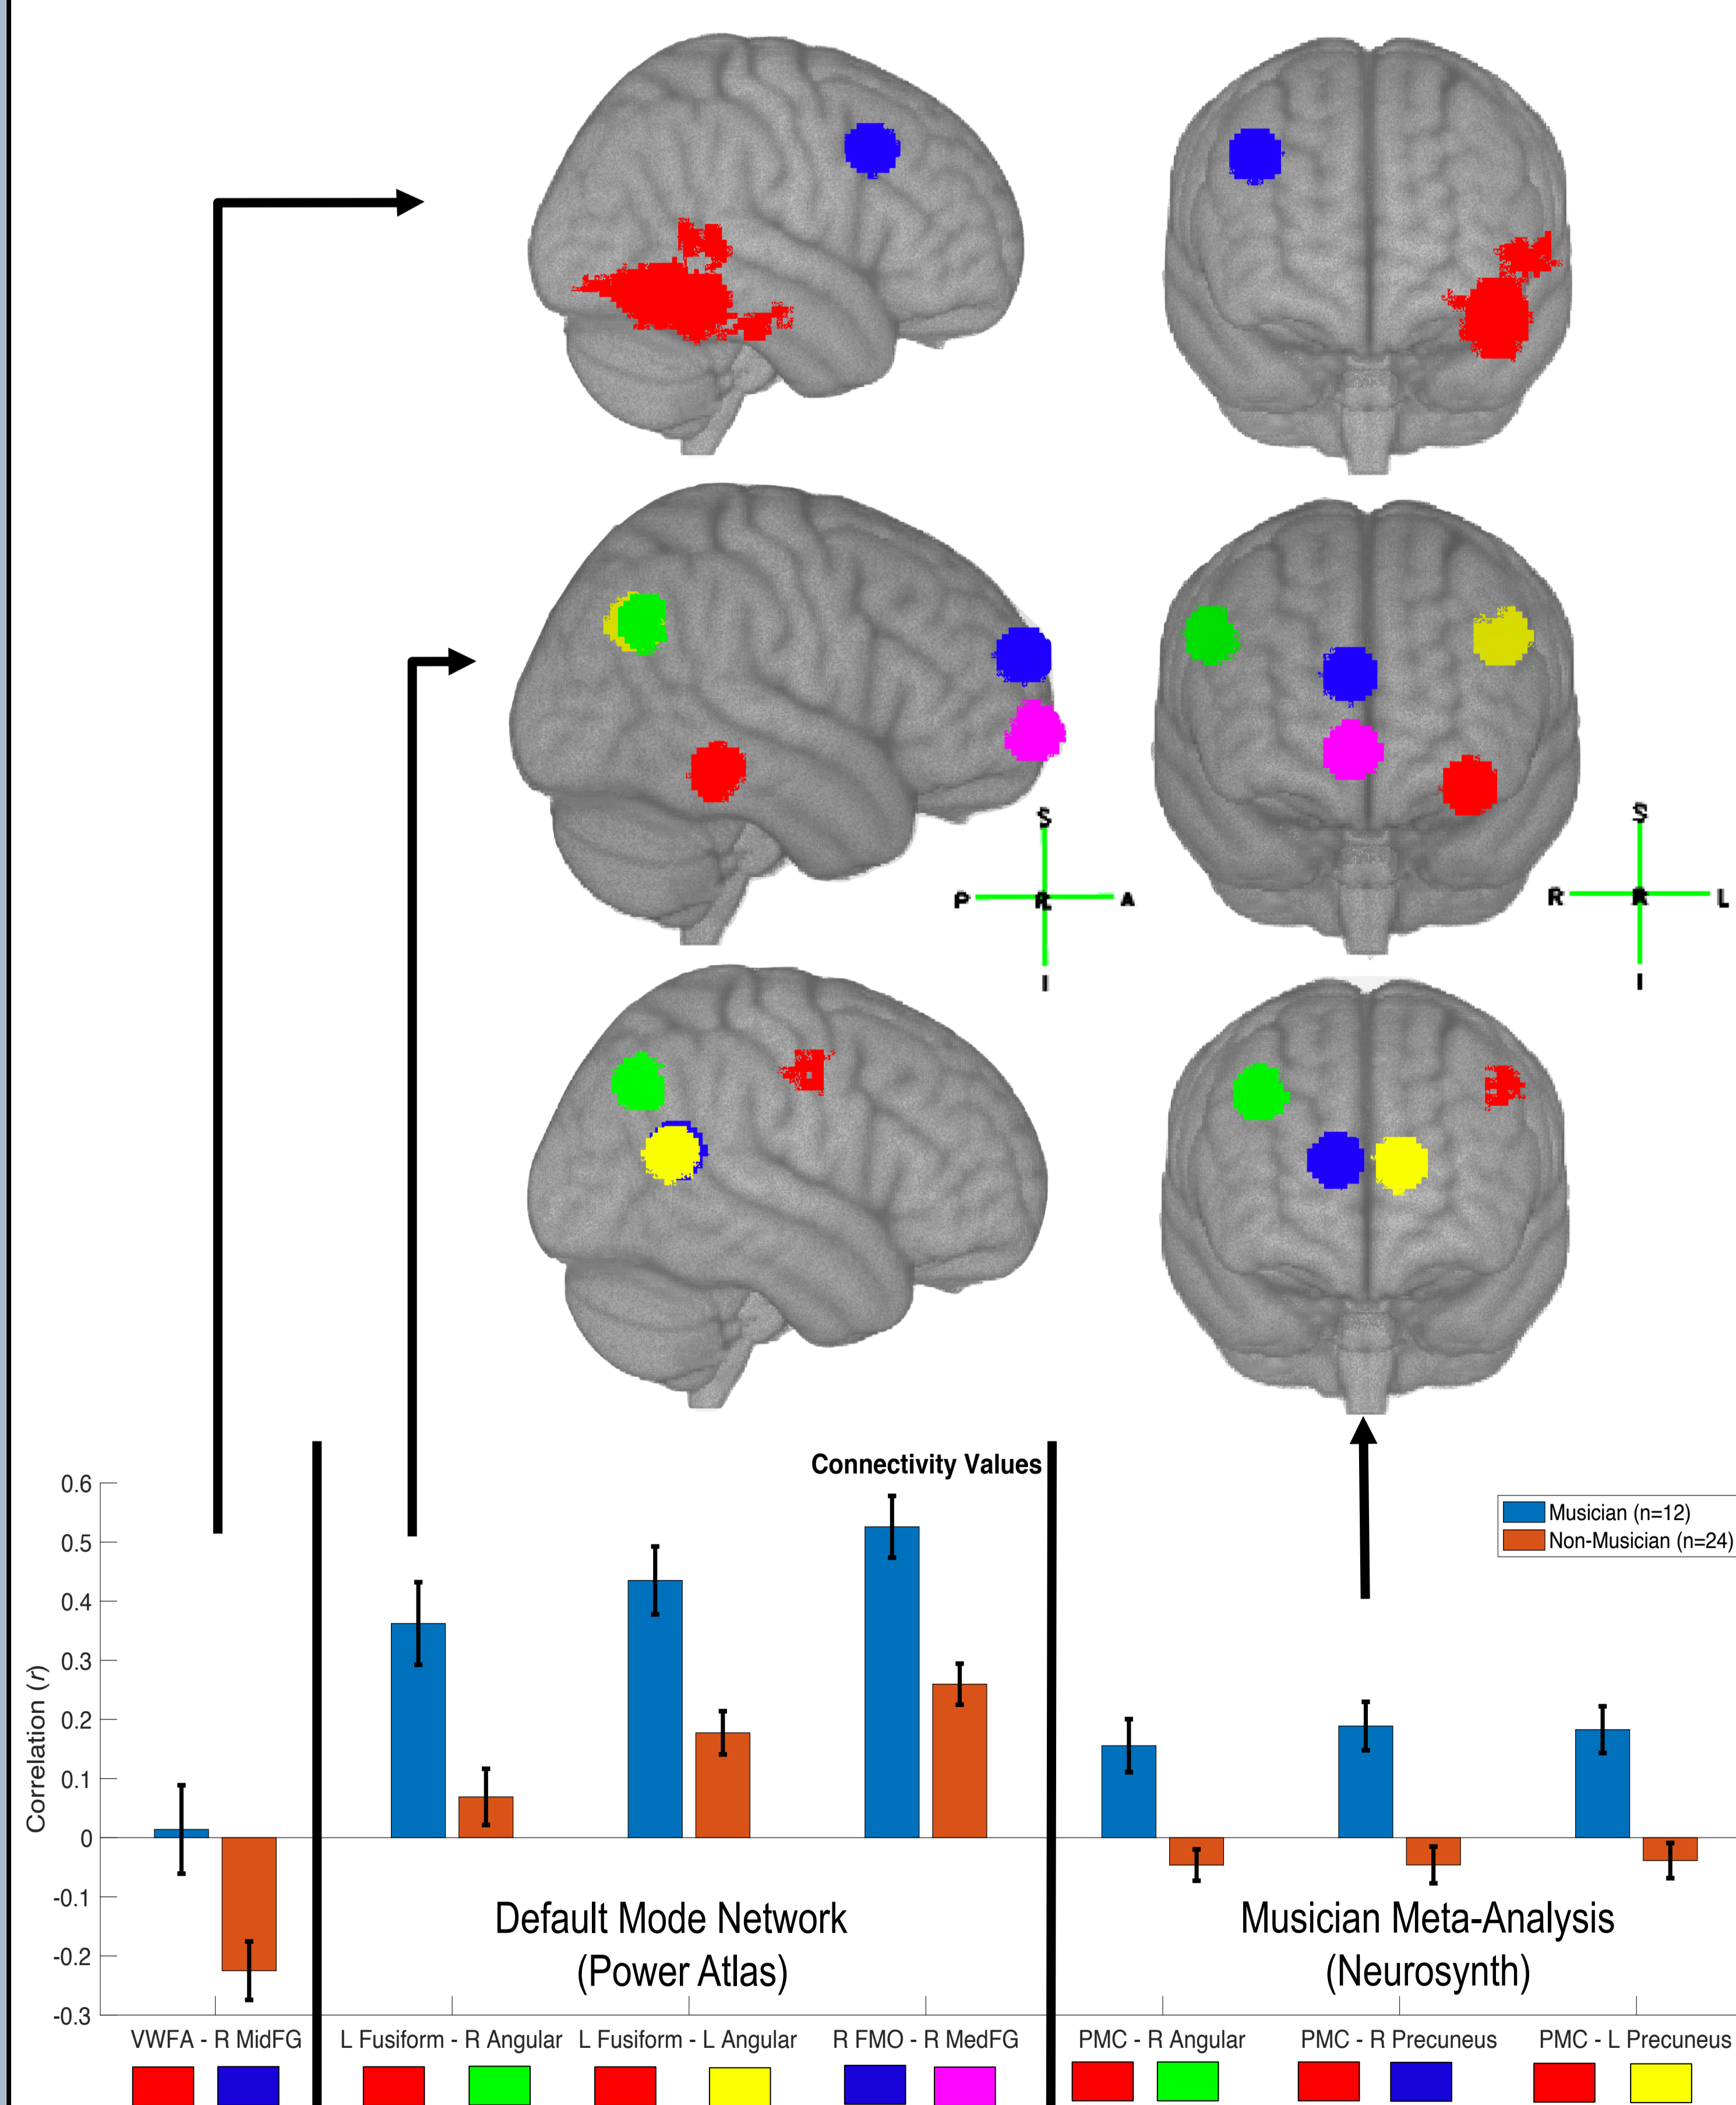 S
P
A
I
S
R
L
I
Connectivity Values
Musician (n=12)
Non-Musician (n=24)
Correlation (r)
0.6
0.5
0.4
0.3
0.2
0.1
0
-0.1
-0.2
-0.3
Default Mode Network
(Power Atlas)
Musician Meta-Analysis
(Neurosynth)
VWFA - R MidFG
L Fusiform - R Angular
L Fusiform - L Angular
R FMO - R MedFG
PMC - R Angular
PMC - R Precuneus
PMC - L Precuneus